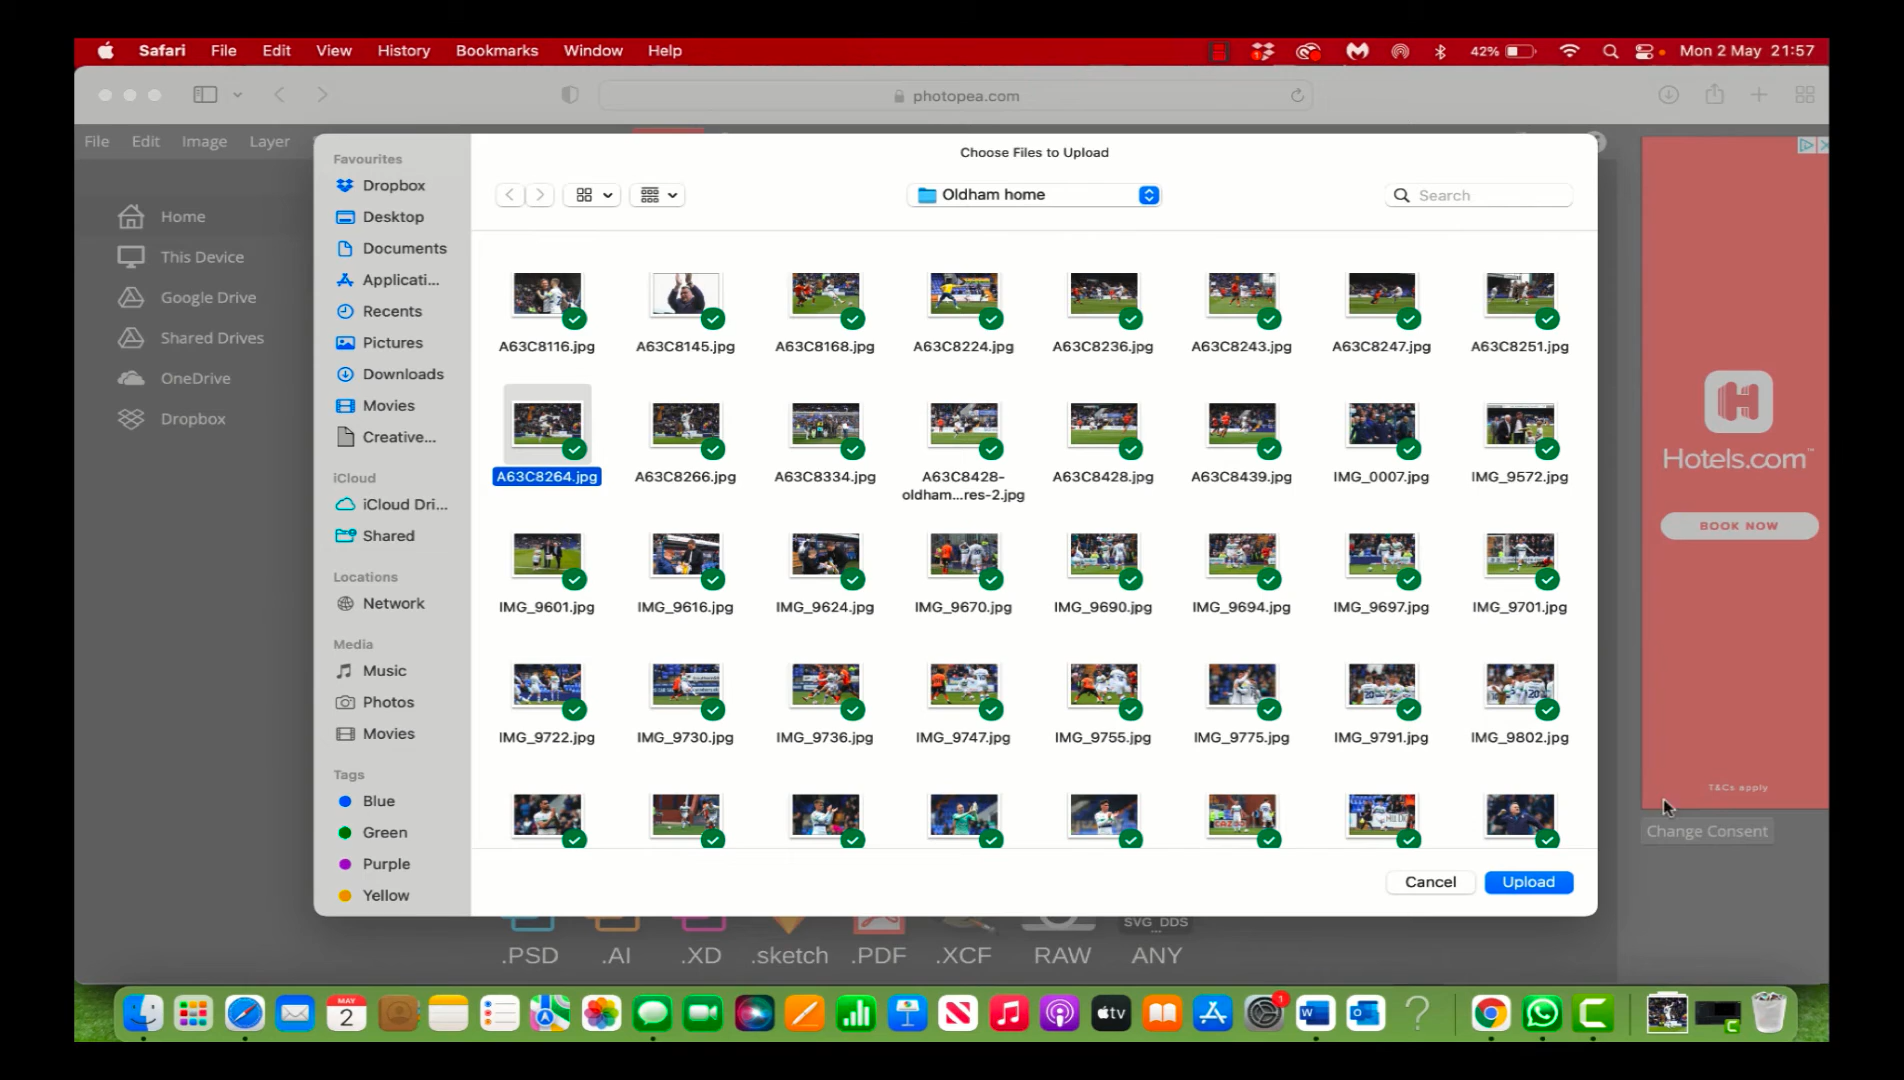 Safari File Edit View History Bookmarks Window Help 1 42% Mon 2 May 21:57
photopea.com
File Edit Image Layer
Home
This Device
Google Drive
Shared Drives
OneDrive
Dropbox
Favourites
Dropbox
Desktop
Documents
Applicati...
Recents
Pictures
Downloads
Movies
Creative...
iCloud
iCloud Dri...
Shared
Locations
Network
Media
Music
Photos
Movies
Tags
Blue
Green
Purple
Yellow
Choose Files to Upload
Oldham home
Search
A63C8116.jpg A63C8145.jpg A63C8168.jpg A63C8224.jpg A63C8236.jpg A63C8243.jpg A63C8247.jpg A63C8251.jpg
A63C8264.jpg A63C8266.jpg A63C8334.jpg A63C8428- A63C8428.jpg A63C8439.jpg IMG_0007.jpg IMG_9572.jpg
oldham...res-2.jpg
IMG_9601.jpg IMG_9616.jpg IMG_9624.jpg IMG_9670.jpg IMG_9690.jpg IMG_9694.jpg IMG_9697.jpg IMG_9701.jpg
IMG_9722.jpg IMG_9730.jpg IMG_9736.jpg IMG_9747.jpg IMG_9755.jpg IMG_9775.jpg IMG_9791.jpg IMG_9802.jpg
Cancel Upload
H
Hotels.com™
BOOK NOW
T&Cs apply
Change Consent
SVG, DDS
...
.PSD .AI .XD .sketch .PDF .XCF RAW ANY
MAY
2
tv
1
W